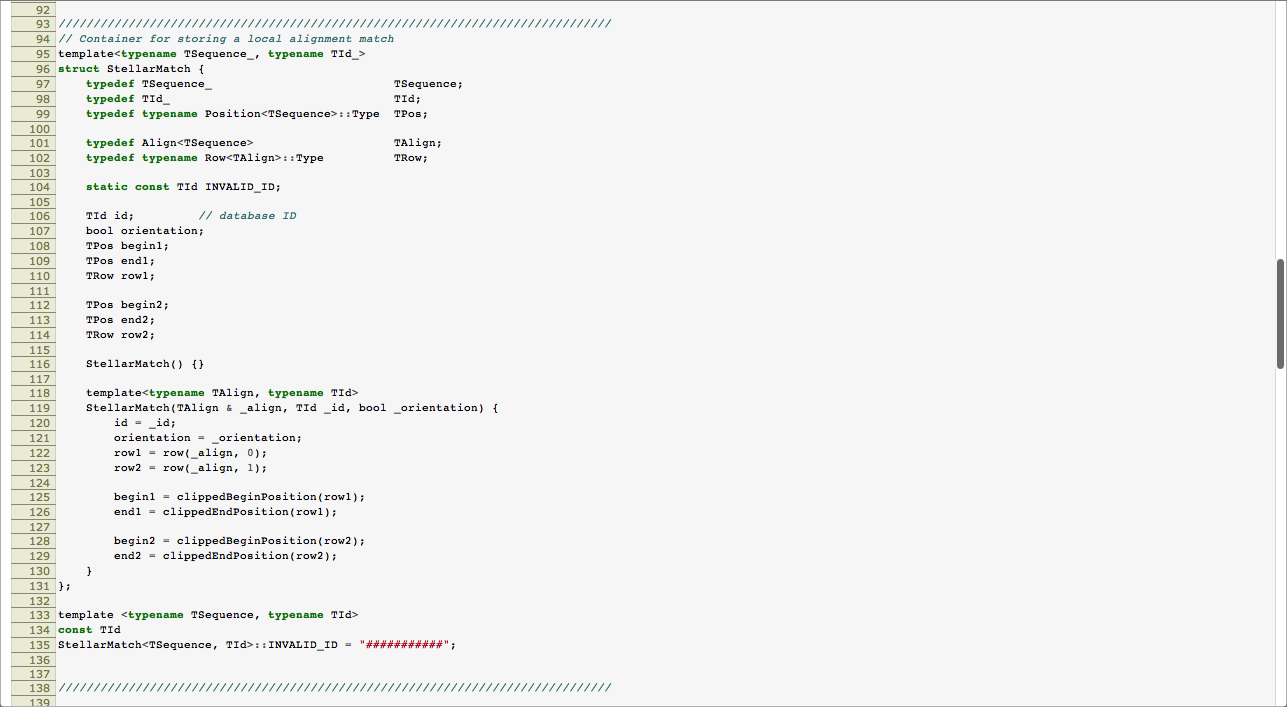 92
93 ///////////////////////////////////////////////////////////////////////////////
94 // Container for storing a local alignment match
95 template<typename TSequence_, typename TId_>
96 struct StellarMatch {
97     typedef TSequence_                          TSequence;
98     typedef TId_                                TId;
99     typedef typename Position<TSequence>::Type  TPos;
100
101     typedef Align<TSequence>                    TAlign;
102     typedef typename Row<TAlign>::Type          TRow;
103
104     static const TId INVALID_ID;
105
106     TId id;         // database ID
107     bool orientation;
108     TPos begin1;
109     TPos end1;
110     TRow row1;
111
112     TPos begin2;
113     TPos end2;
114     TRow row2;
115
116     StellarMatch() {}
117
118     template<typename TAlign, typename TId>
119     StellarMatch(TAlign & _align, TId _id, bool _orientation) {
120         id = _id;
121         orientation = _orientation;
122         row1 = row(_align, 0);
123         row2 = row(_align, 1);
124
125         begin1 = clippedBeginPosition(row1);
126         end1 = clippedEndPosition(row1);
127
128         begin2 = clippedBeginPosition(row2);
129         end2 = clippedEndPosition(row2);
130     }
131 };
132
133 template <typename TSequence, typename TId>
134 const TId
135 StellarMatch<TSequence, TId>::INVALID_ID = "###########";
136
137
138 ///////////////////////////////////////////////////////////////////////////////
139